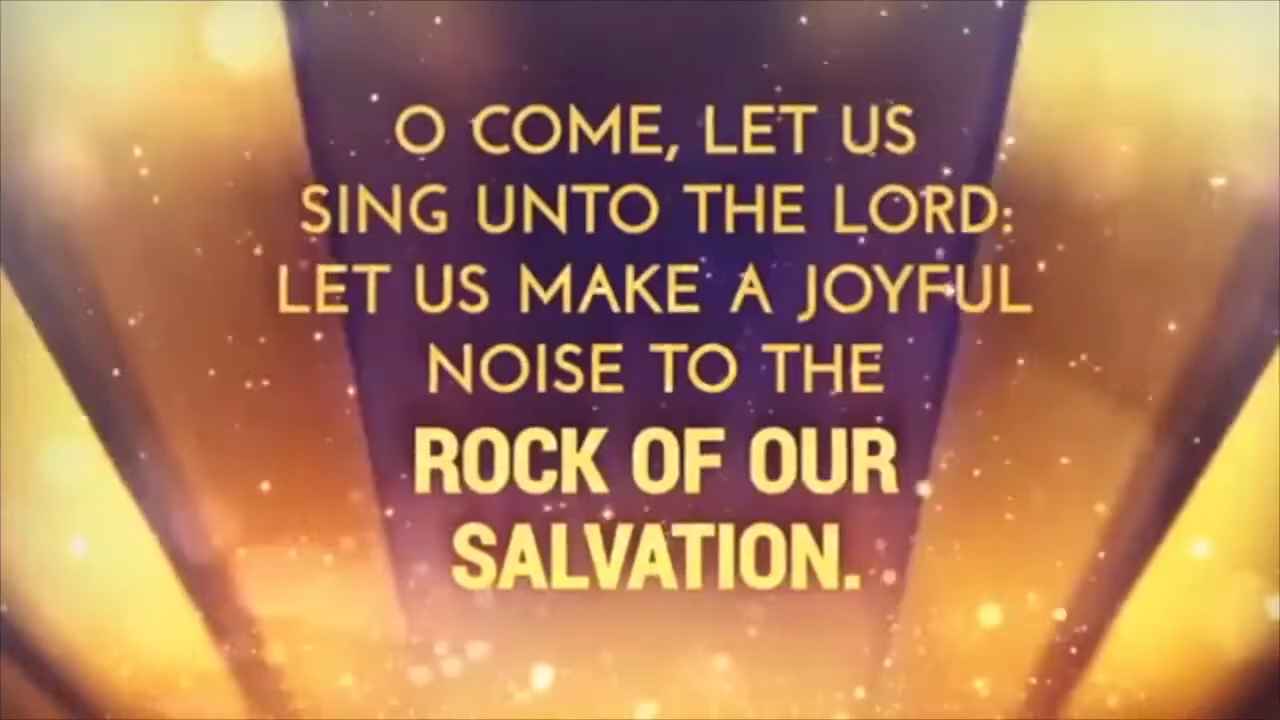 O COME, LET US
SING UNTO THE LORD:
LET US MAKE A JOYFUL
NOISE TO THE
ROCK OF OUR
SALVATION.